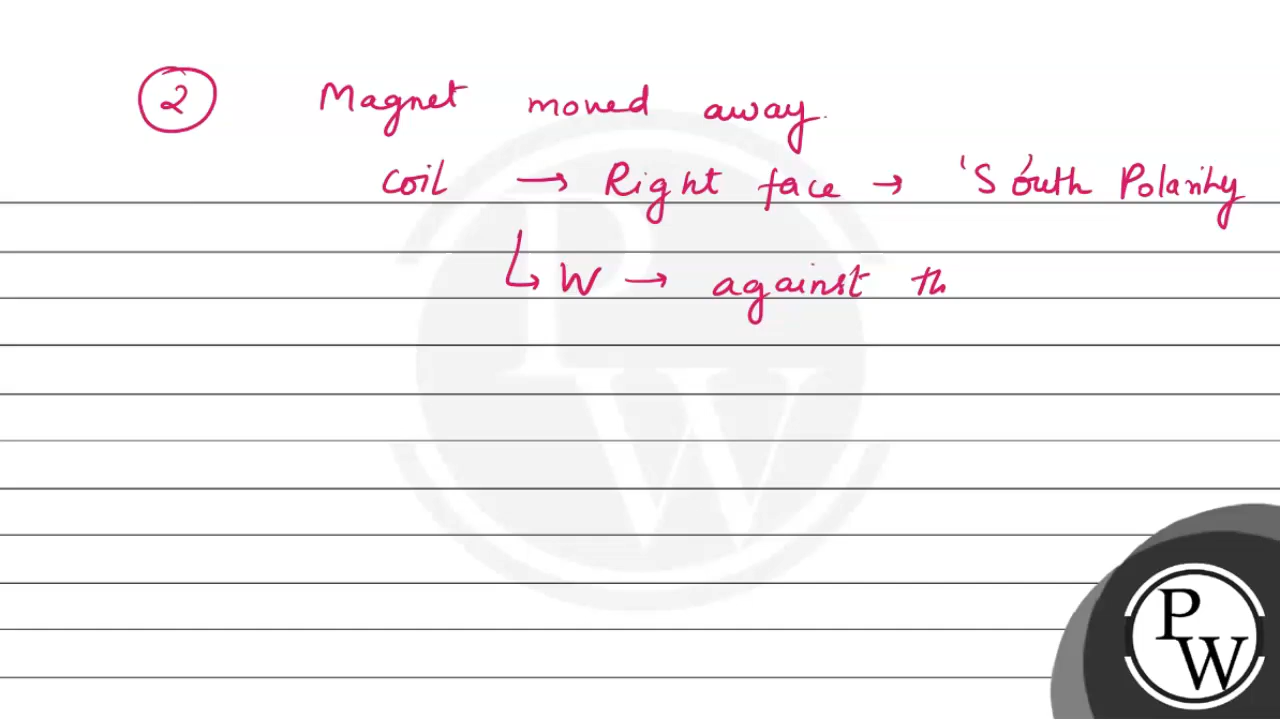 2 Magnet moved away.
coil → Right face → 'South Polarity
↳ W → against th
P
W
P
W